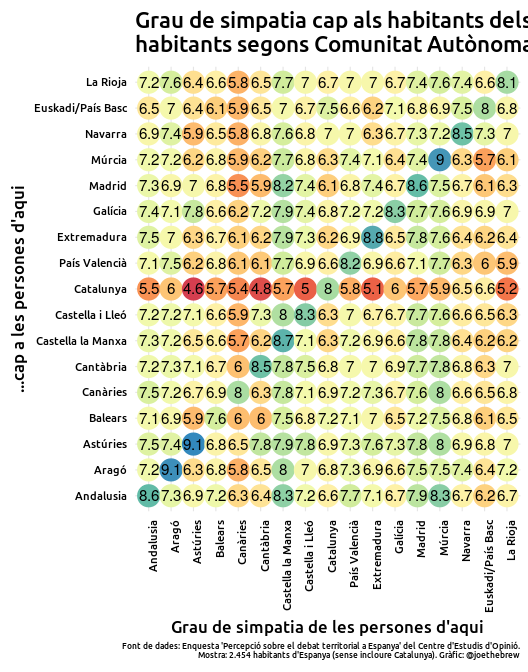 Grau de simpatia cap als habitants dels
habitants segons Comunitat Autònoma
La Rioja 7.2 7.6 6.4 6.6 5.8 6.5 7.7 7 6.7 7 7 6.7 7.4 7.6 7.4 6.6 8.1
Euskadi/País Basc 6.5 7 6.4 6.1 5.9 6.5 7 6.7 7.5 6.6 6.2 7.1 6.8 6.9 7.5 8 6.8
Navarra 6.9 7.4 5.9 6.5 5.8 6.8 7.6 6.8 7 7 6.3 6.7 7.3 7.2 8.5 7.3 7
Múrcia 7.2 7.2 6.2 6.8 5.9 6.2 7.7 6.8 6.3 7.4 7.1 6.4 7.4 9 6.3 5.7 6.1
Madrid 7.3 6.9 7 6.8 5.5 5.9 8.2 7.4 6.1 6.8 7.4 6.7 8.6 7.5 6.7 6.1 6.3
Galícia 7.4 7.1 7.8 6.6 6.2 7.2 7.9 7.4 6.8 7.2 7.2 8.3 7.7 7.6 6.9 6.9 7
Extremadura 7.5 7 6.3 6.7 6.1 6.2 7.9 7.3 6.2 6.9 8.8 6.5 7.8 7.6 6.4 6.2 6.4
País Valencià 7.1 7.5 6.2 6.8 6.1 6.1 7.7 6.9 6.6 8.2 6.9 6.6 7.1 7.7 6.3 6 5.9
Catalunya 5.5 6 4.6 5.7 5.4 4.8 5.7 5 8 5.8 5.1 6 5.7 5.9 6.5 6.6 5.2
Castella i Lleó 7.2 7.2 7.1 6.6 5.9 7.3 8 8.3 6.3 7 6.7 6.7 7.7 7.6 6.6 6.5 6.3
Castella la Manxa 7.3 7.2 6.5 6.6 5.7 6.2 8.7 7.1 6.3 7.2 6.9 6.6 7.8 7.8 6.4 6.2 6.2
Cantàbria 7.2 7.3 7.1 6.7 6 8.5 7.8 7.5 6.8 7 7 6.9 7.7 7.8 6.8 6.3 7
Canàries 7.5 7.2 6.7 6.9 8 6.3 7.8 7.1 6.9 7.2 7.3 6.7 7.6 8 6.6 6.5 6.8
Balears 7.1 6.9 5.9 7.6 6 6 7.5 6.8 7.2 7.1 7 6.5 7.2 7.5 6.8 6.1 6.5
Astúries 7.5 7.4 9.1 6.8 6.5 7.8 7.9 7.8 6.9 7.3 7.6 7.3 7.8 8 6.9 6.8 7
Aragó 7.2 9.1 6.3 6.8 5.8 6.5 8 7 6.8 7.3 6.9 6.6 7.5 7.5 7.4 6.4 7.2
Andalusia 8.6 7.3 6.9 7.2 6.3 6.4 8.3 7.2 6.6 7.7 7.1 6.7 7.9 8.3 6.7 6.2 6.7
...cap a les persones d'aquí
Andalusia
Aragó
Astúries
Balears
Canàries
Cantàbria
Castella la Manxa
Castella i Lleó
Catalunya
País Valencià
Extremadura
Galícia
Madrid
Múrcia
Navarra
Euskadi/País Basc
La Rioja
Grau de simpatia de les persones d'aquí
Font de dades: Enquesta 'Percepció sobre el debat territorial a Espanya' del Centre d'Estudis d'Opinió.
Mostra: 2.454 habitants d'Espanya (sense incloure Catalunya). Gràfic: @joethebrew